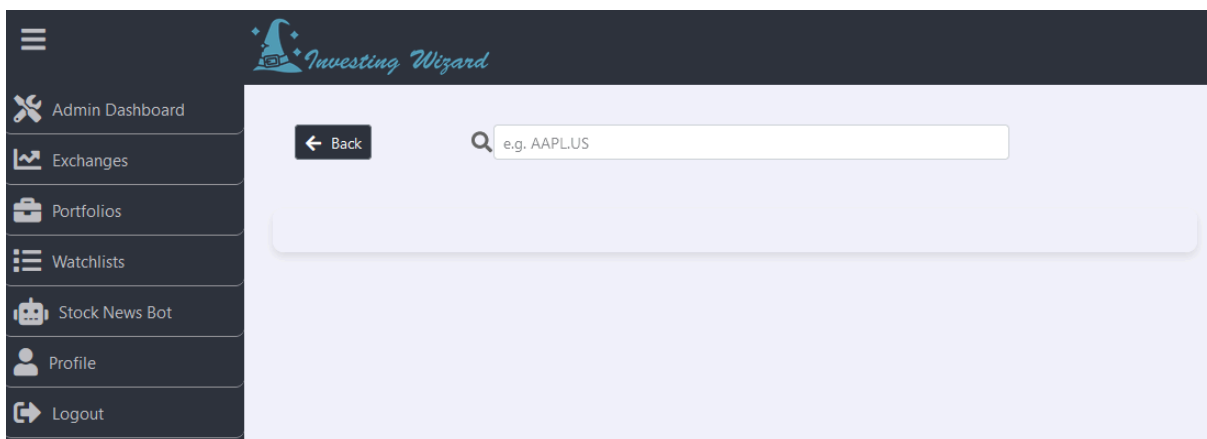 Investing Wizard
Admin Dashboard
Exchanges
Portfolios
Watchlists
Stock News Bot
Profile
Logout
Back
e.g. AAPL.US